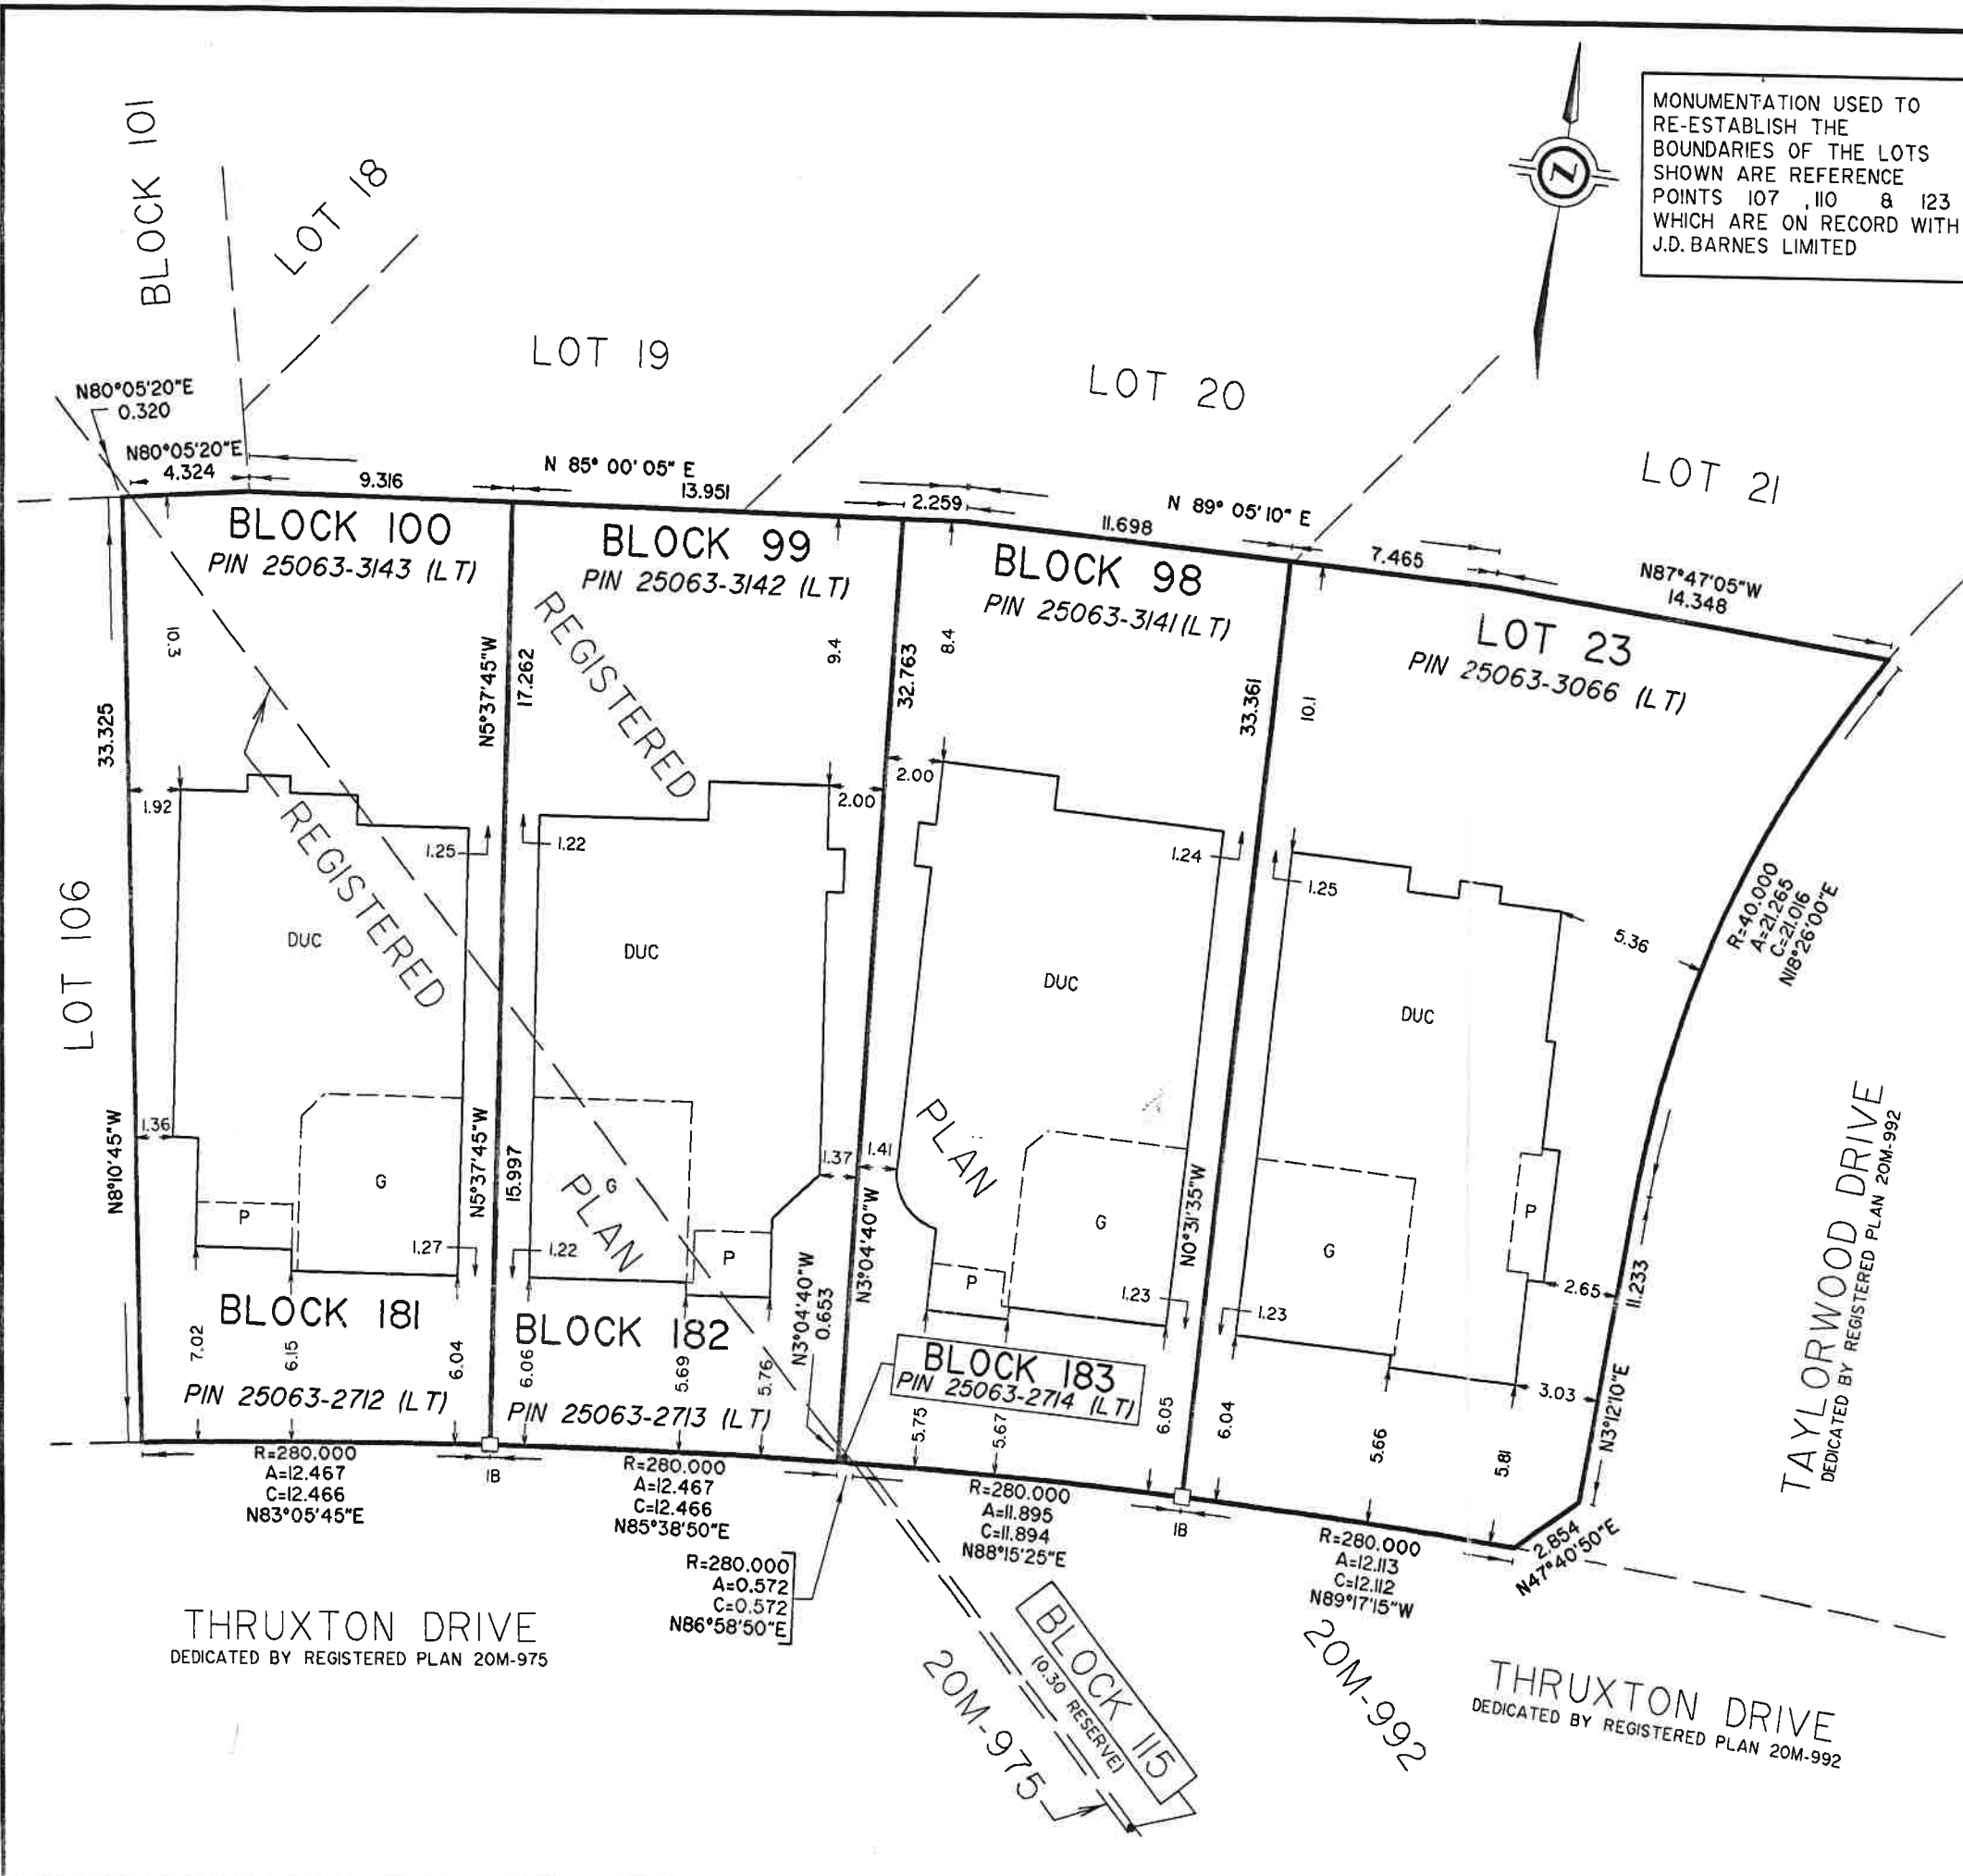 MONUMENTATION USED TO
RE-ESTABLISH THE
BOUNDARIES OF THE LOTS
SHOWN ARE REFERENCE
POINTS 107 ,110 & 123
WHICH ARE ON RECORD WITH
J.D. BARNES LIMITED
Z
BLOCK 101
LOT 18
LOT 19
LOT 20
LOT 21
N80°05'20"E
0.320
N80°05'20"E
4.324
9.316
N 85° 00' 05" E
13.951
2.259
11.698
N 89° 05'10" E
7.465
N87°47'05"W
14.348
BLOCK 100
PIN 25063-3143 (LT)
BLOCK 99
PIN 25063-3142 (LT)
BLOCK 98
PIN 25063-3141 (LT)
LOT 23
PIN 25063-3066 (LT)
10.3
33.325
N5°37'45"W
17.262
REGISTERED
9.4
32.763
8.4
33.361
10.1
1.92
1.25
1.22
2.00
2.00
1.24
1.25
5.36
R=40.000
A=21.265
C=21.016
N18°26'00"E
REGISTERED
LOT 106
DUC
DUC
DUC
DUC
N8°10'45"W
1.36
N5°37'45"W
15.997
1.37
1.41
PLAN
N3°04'40"W
N0°31'35"W
G
P
G
PLAN
P
G
P
G
P
1.27
1.22
N3°04'40"W
0.653
1.23
1.23
2.65
11.233
3.03
N3°12'10"E
TAYLORWOOD DRIVE
DEDICATED BY REGISTERED PLAN 20M-992
BLOCK 181
PIN 25063-2712 (LT)
BLOCK 182
PIN 25063-2713 (LT)
BLOCK 183
PIN 25063-2714 (LT)
7.02
6.15
6.04
6.06
5.69
5.76
5.75
5.67
6.05
6.04
5.66
5.81
R=280.000
A=12.467
C=12.466
N83°05'45"E
IB
R=280.000
A=12.467
C=12.466
N85°38'50"E
R=280.000
A=0.572
C=0.572
N86°58'50"E
R=280.000
A=11.895
C=11.894
N88°15'25"E
IB
R=280.000
A=12.113
C=12.112
N89°17'15"W
2.854
N47°40'50"E
THRUXTON DRIVE
DEDICATED BY REGISTERED PLAN 20M-975
BLOCK 115
(0.30 RESERVE)
20M-975
20M-992
THRUXTON DRIVE
DEDICATED BY REGISTERED PLAN 20M-992